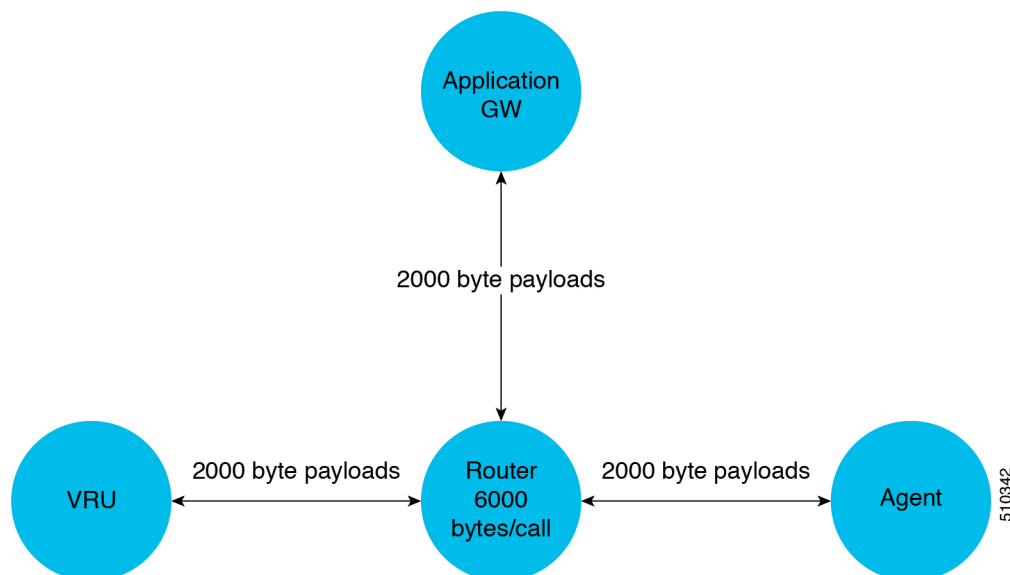 Application
GW
2000 byte payloads
2000 byte payloads
Router
6000
bytes/call
2000 byte payloads
VRU
Agent
510342